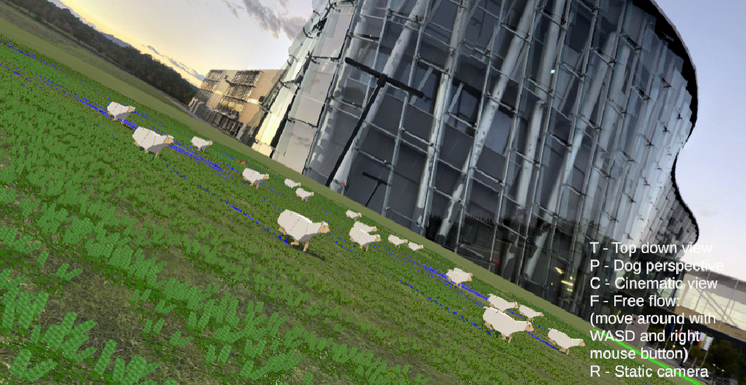 T - Top down view
P - Dog perspective
C - Cinematic view
F - Free flow
(move around with
WASD and right
mouse button)
R - Static camera